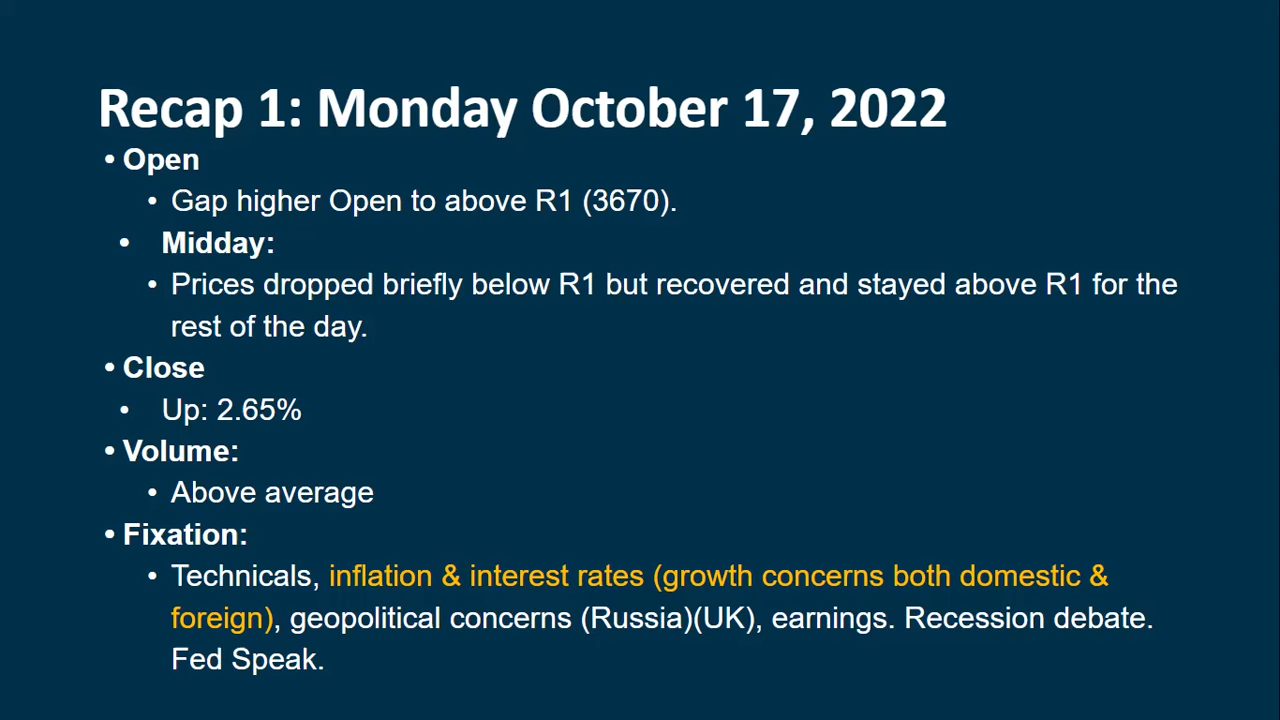 Recap 1: Monday October 17, 2022
• Open
• Gap higher Open to above R1 (3670).
• Midday:
• Prices dropped briefly below R1 but recovered and stayed above R1 for the
rest of the day.
• Close
• Up: 2.65%
• Volume:
• Above average
• Fixation:
• Technicals, inflation & interest rates (growth concerns both domestic &
foreign), geopolitical concerns (Russia)(UK), earnings. Recession debate.
Fed Speak.